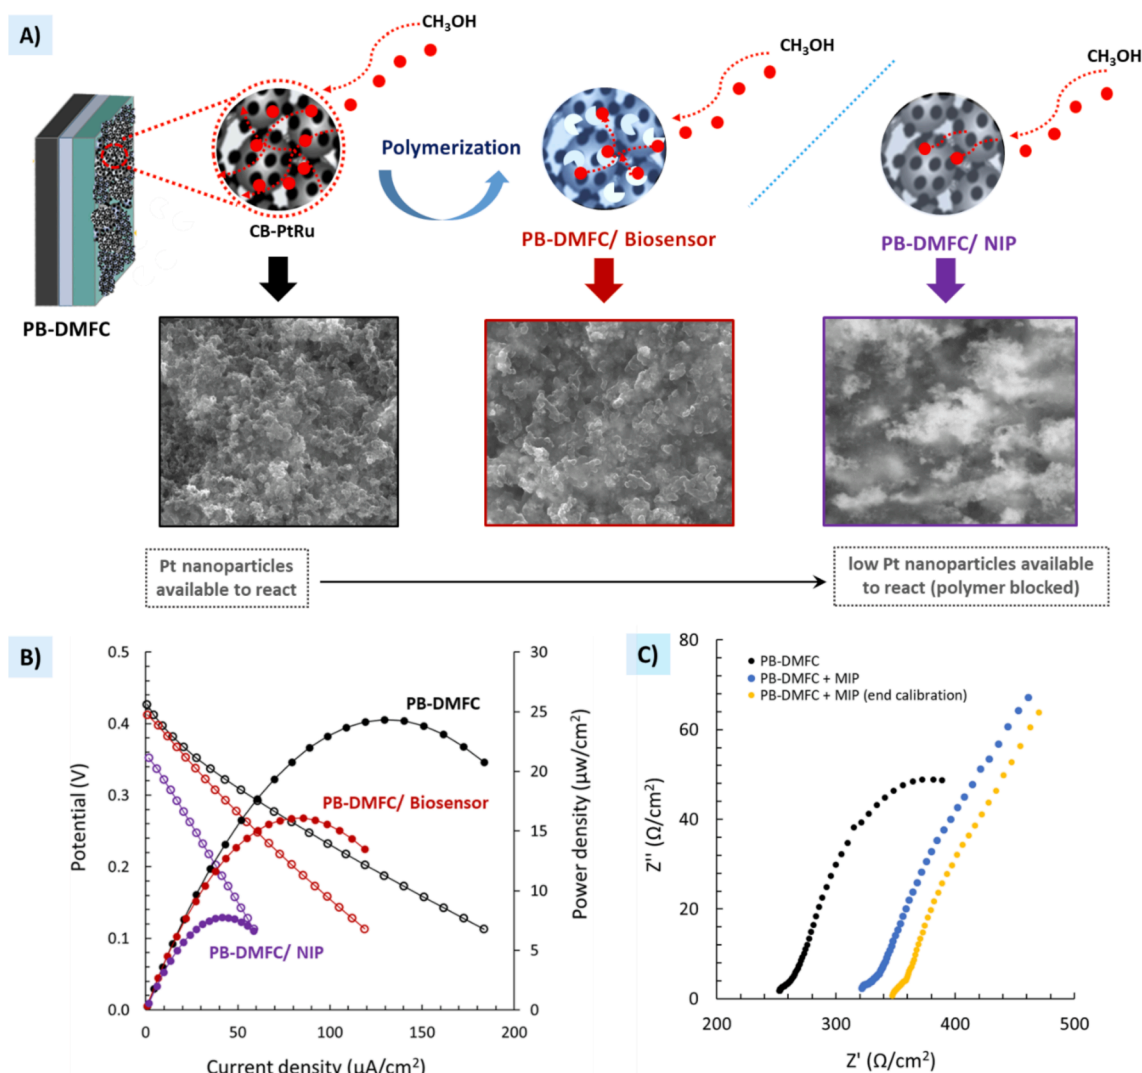 A)
CH₃OH
CH₃OH
CH₃OH
Polymerization
CB-PtRu
PB-DMFC/ Biosensor
PB-DMFC/ NIP
PB-DMFC
Pt nanoparticles
available to react
low Pt nanoparticles available
to react (polymer blocked)
B)
0.5
0.4
0.3
0.2
0.1
0.0
Potential (V)
30
25
20
15
10
5
0
Power density (µw/cm²)
PB-DMFC
PB-DMFC/ Biosensor
PB-DMFC/ NIP
0
50
100
150
200
Current density (µA/cm²)
C)
80
60
40
20
0
Z'' (Ω/cm²)
PB-DMFC
PB-DMFC + MIP
PB-DMFC + MIP (end calibration)
200
300
400
500
Z' (Ω/cm²)